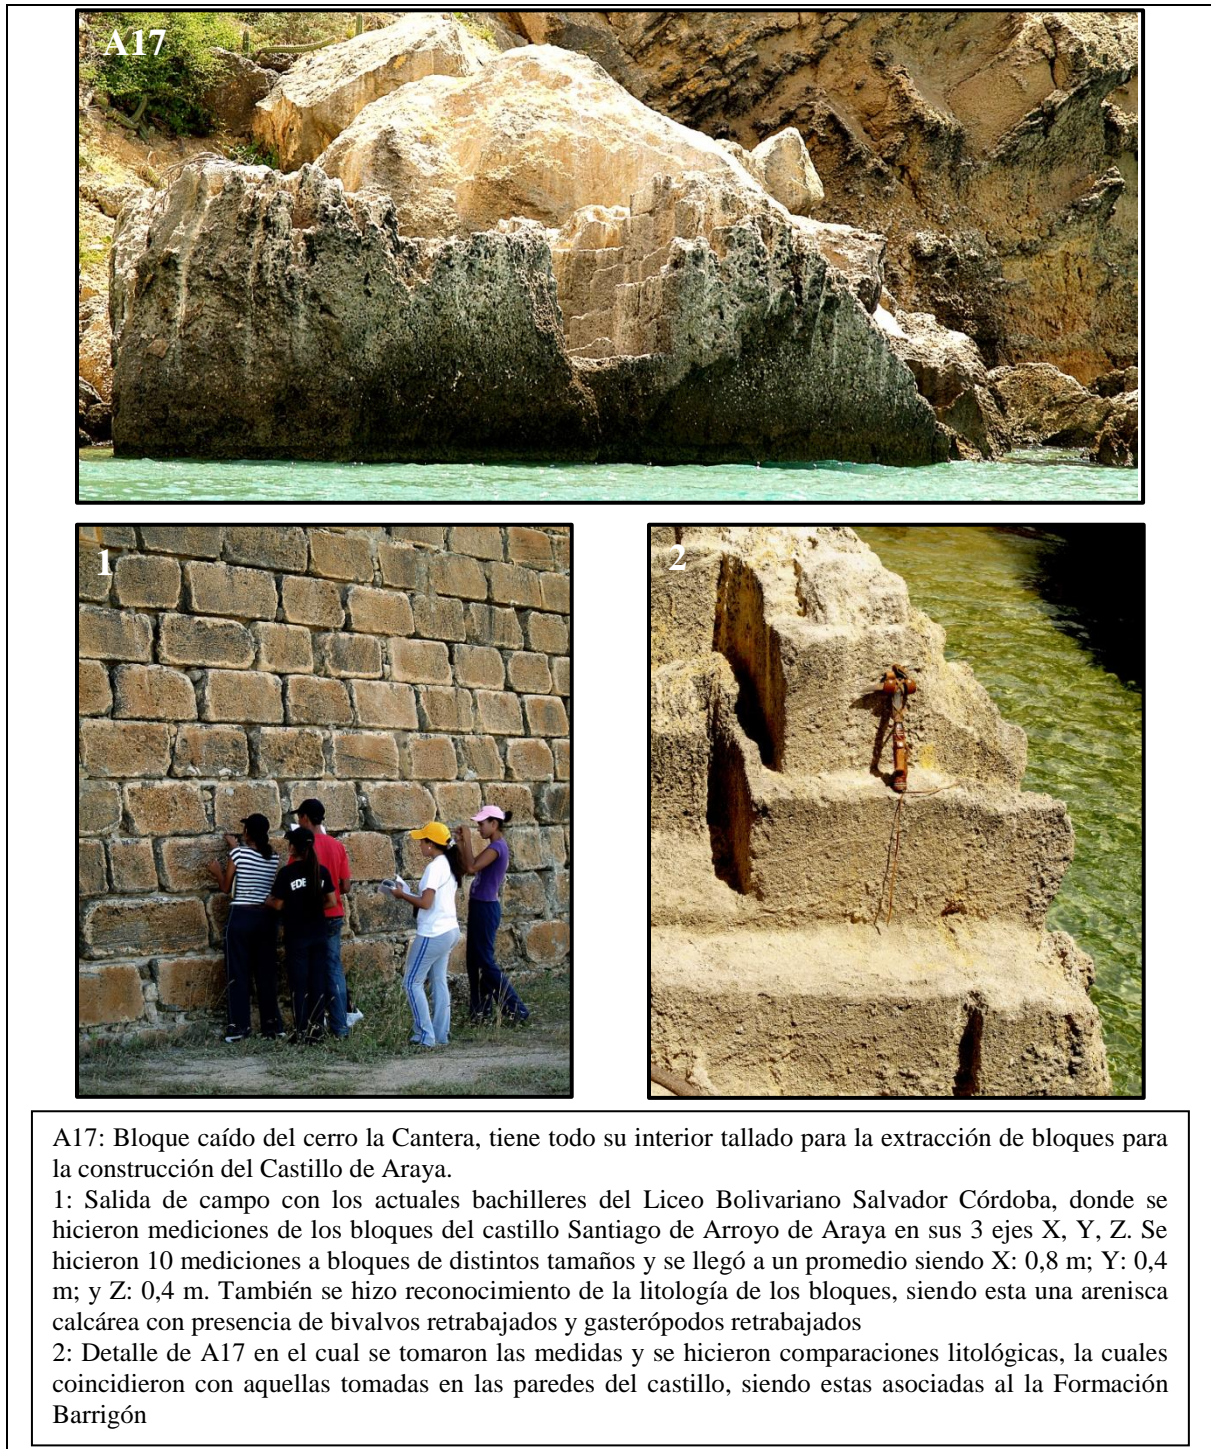 A17
1
2
EDE
A17: Bloque caído del cerro la Cantera, tiene todo su interior tallado para la extracción de bloques para
la construcción del Castillo de Araya.
1: Salida de campo con los actuales bachilleres del Liceo Bolivariano Salvador Córdoba, donde se
hicieron mediciones de los bloques del castillo Santiago de Arroyo de Araya en sus 3 ejes X, Y, Z. Se
hicieron 10 mediciones a bloques de distintos tamaños y se llegó a un promedio siendo X: 0,8 m; Y: 0,4
m; y Z: 0,4 m. También se hizo reconocimiento de la litología de los bloques, siendo esta una arenisca
calcárea con presencia de bivalvos retrabajados y gasterópodos retrabajados
2: Detalle de A17 en el cual se tomaron las medidas y se hicieron comparaciones litológicas, la cuales
coincidieron con aquellas tomadas en las paredes del castillo, siendo estas asociadas al la Formación
Barrigón